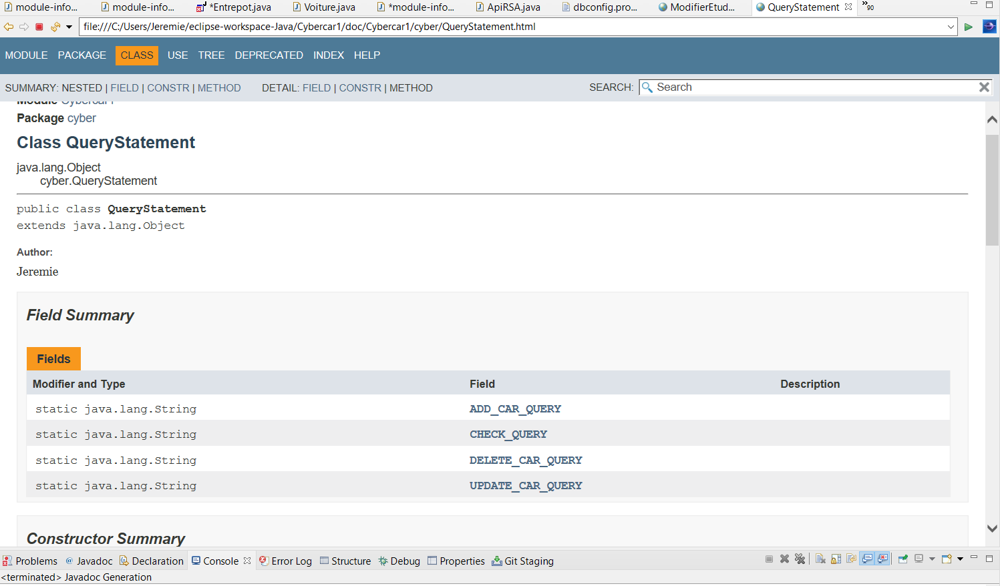 module-info... module-info... *Entrepot.java Voiture.java *module-info... ApiRSA.java dbconfig.pro... ModifierEtud... QueryStatement »90
file:///C:/Users/Jeremie/eclipse-workspace-Java/Cybercar1/doc/Cybercar1/cyber/QueryStatement.html
MODULE PACKAGE CLASS USE TREE DEPRECATED INDEX HELP
SUMMARY: NESTED | FIELD | CONSTR | METHOD DETAIL: FIELD | CONSTR | METHOD SEARCH: Search
Module Cybercar1
Package cyber
Class QueryStatement
java.lang.Object
cyber.QueryStatement
public class QueryStatement
extends java.lang.Object
Author:
Jeremie
Field Summary
Fields
Modifier and Type Field Description
static java.lang.String ADD_CAR_QUERY
static java.lang.String CHECK_QUERY
static java.lang.String DELETE_CAR_QUERY
static java.lang.String UPDATE_CAR_QUERY
Constructor Summary
Problems @ Javadoc Declaration Console Error Log Structure Debug Properties Git Staging
<terminated> Javadoc Generation